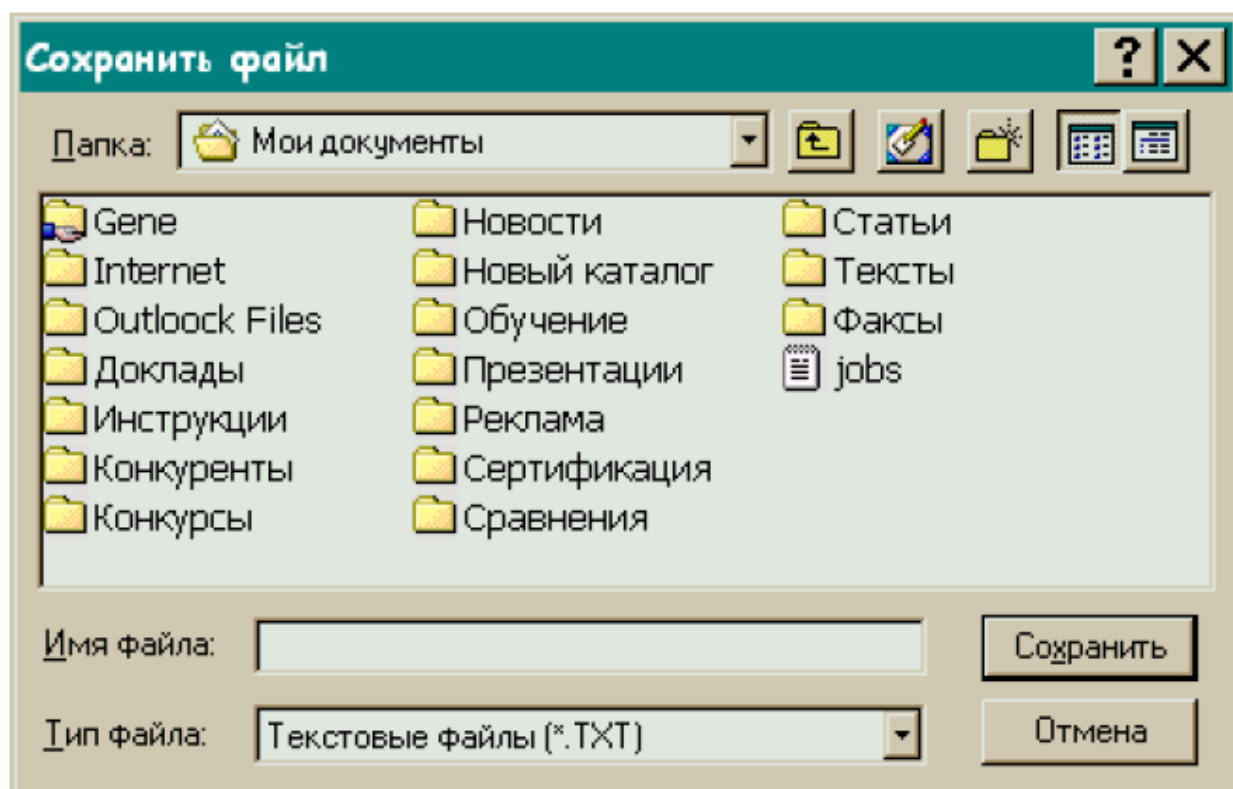 Сохранить файл
Папка: Мои документы
Gene Новости Статьи
Internet Новый каталог Тексты
Outloock Files Обучение Факсы
Доклады Презентации jobs
Инструкции Реклама
Конкуренты Сертификация
Конкурсы Сравнения
Имя файла: Сохранить
Тип файла: Текстовые файлы (*.TXT) Отмена